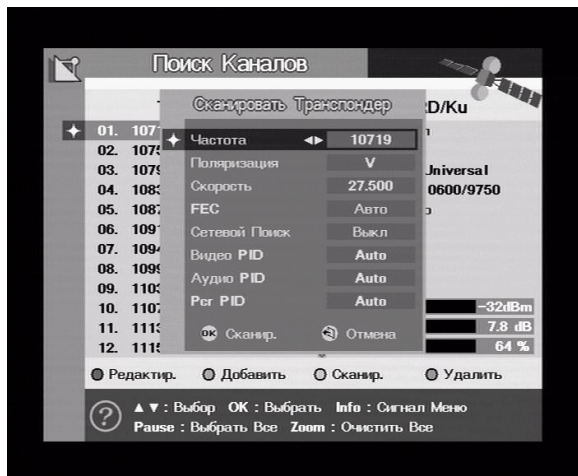 Поиск Каналов
Сканировать Транспондер
:D/Ku
01. 1071
02. 1075
03. 1079
04. 1083
05. 1087
06. 1091
07. 1094
08. 1099
09. 1103
10. 1107
11. 1113
12. 1115
Частота 10719
Поляризация V
Скорость 27.500
FEC Авто
Сетевой Поиск Выкл
Видео PID Auto
Аудио PID Auto
Pcr PID Auto
OK Сканир. Отмена
Jniversal
0600/9750
-32dBm
7.8 dB
64 %
Редактир. Добавить Сканир. Удалить
? ▲ ▼ : Выбор OK : Выбрать Info : Сигнал Меню
Pause : Выбрать Все Zoom : Очистить Все